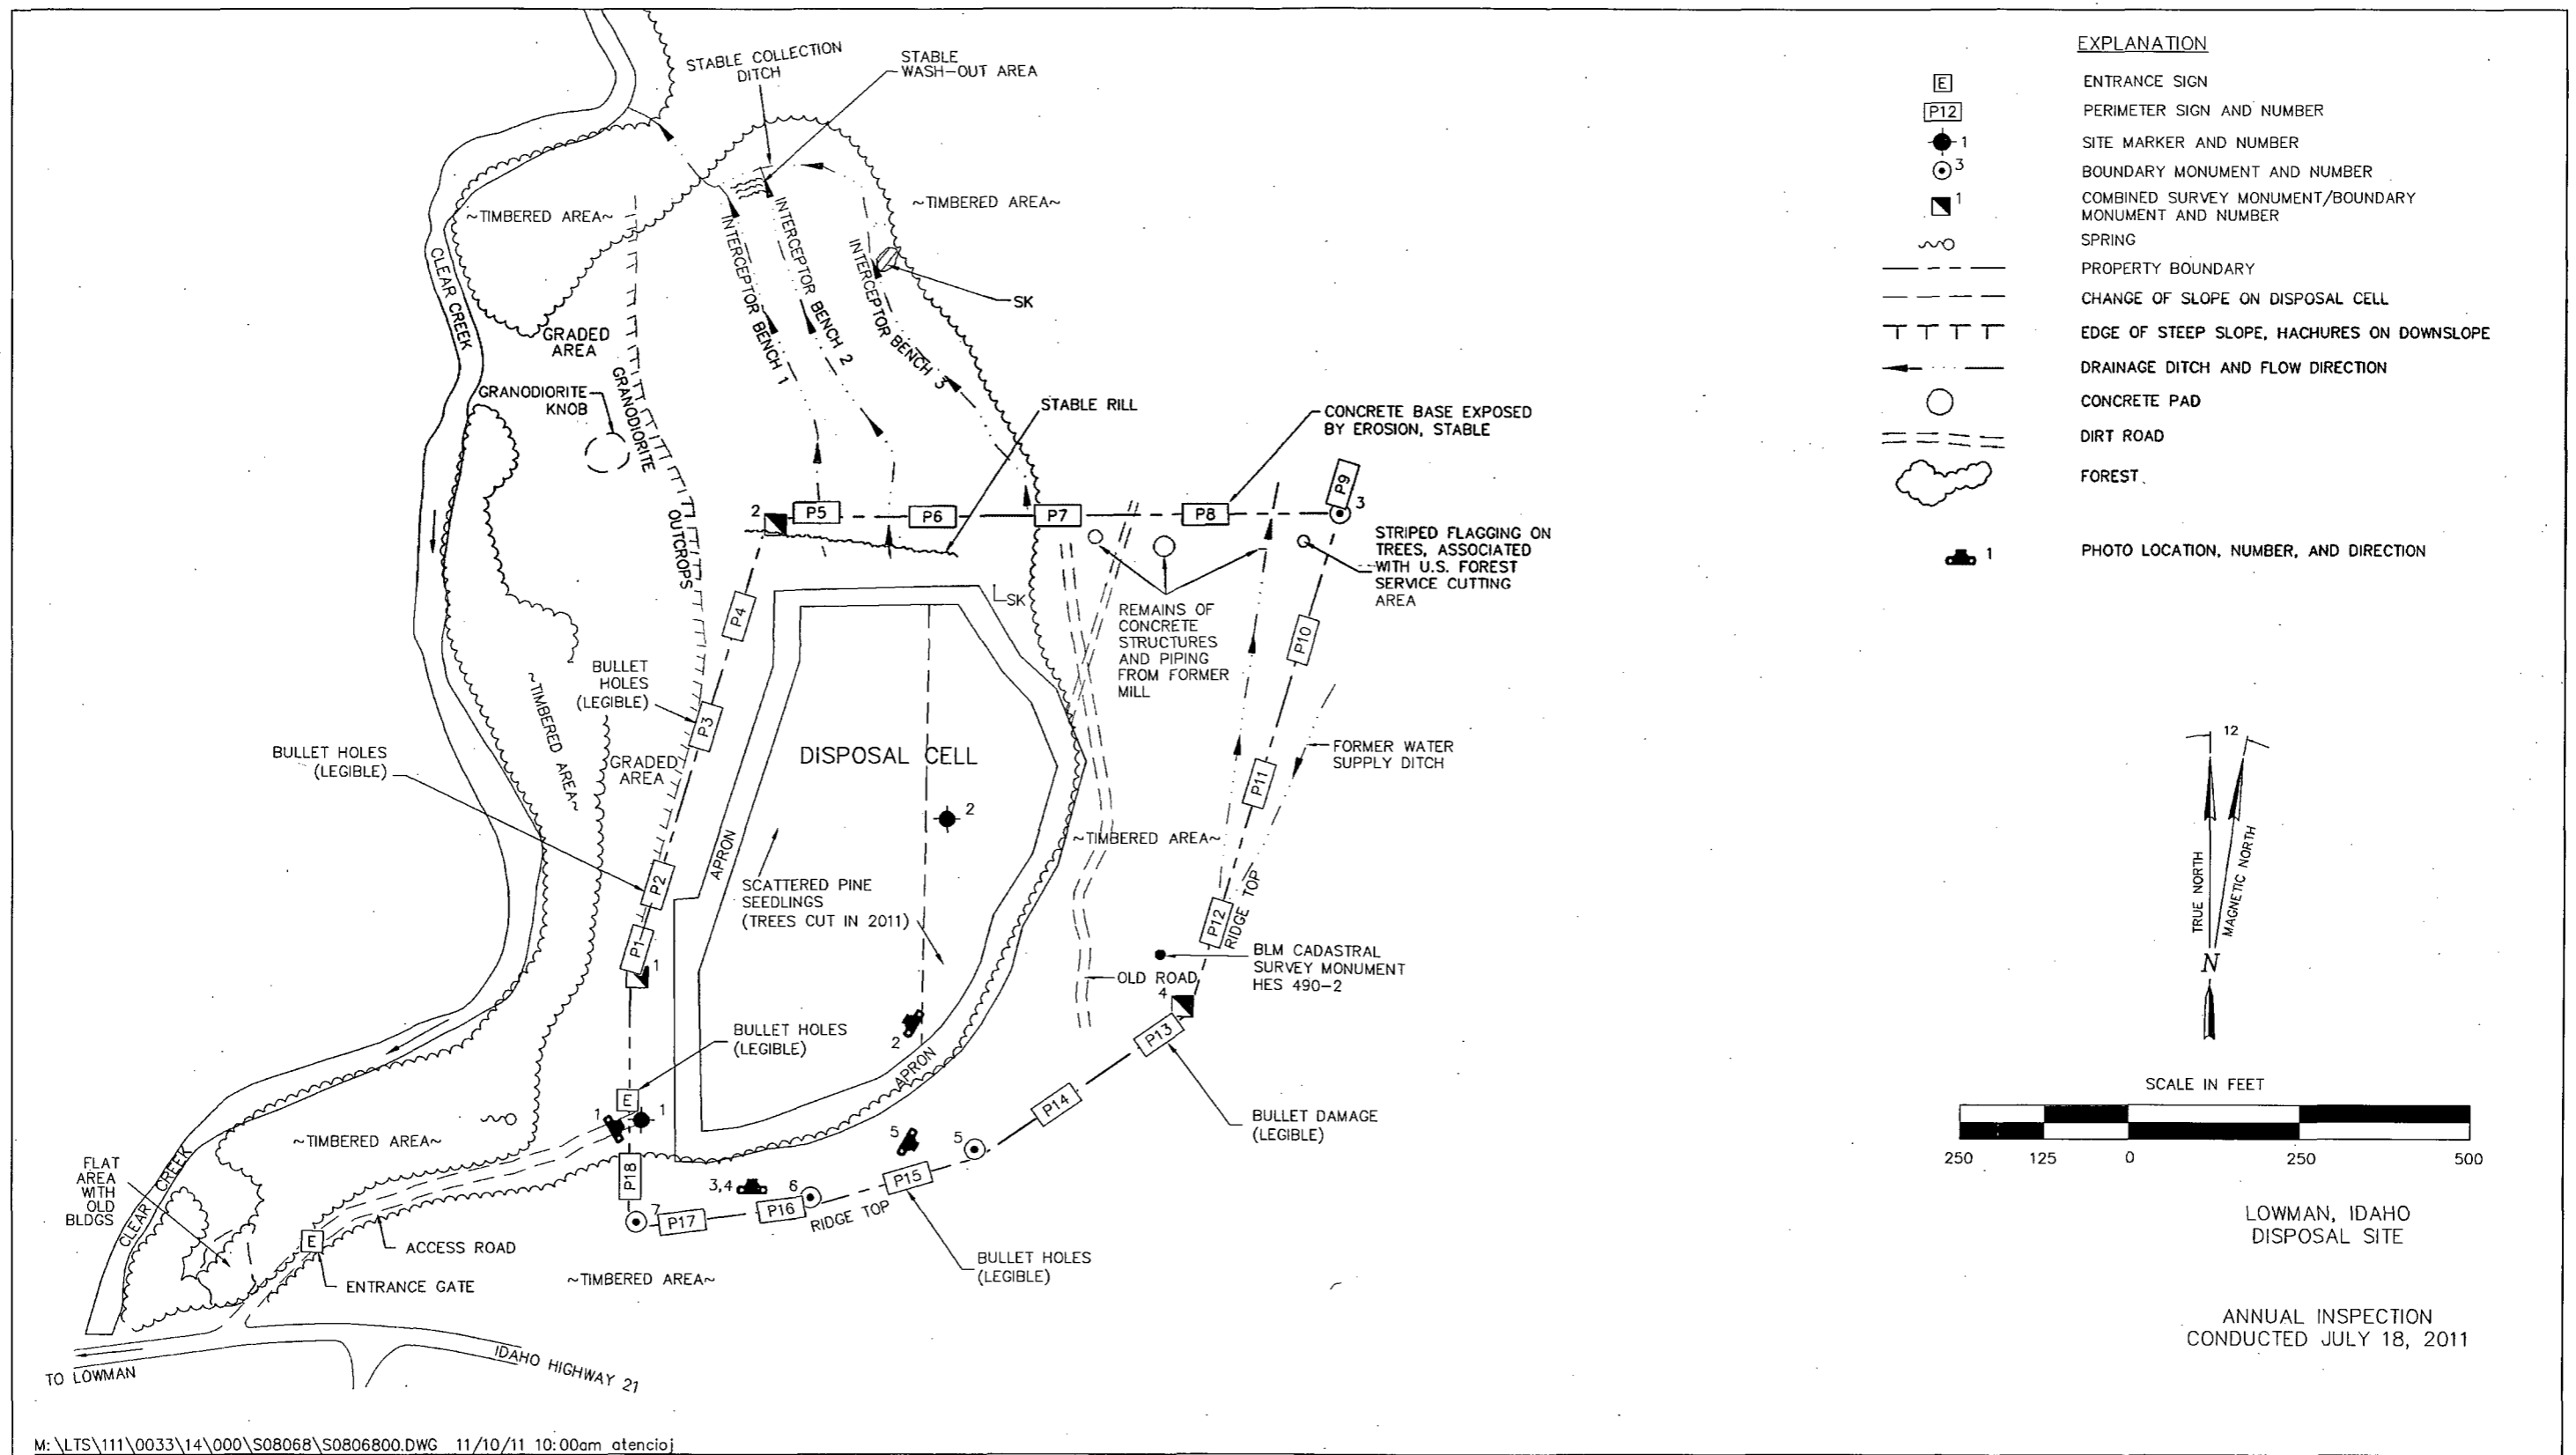 STABLE COLLECTION
DITCH
STABLE
WASH-OUT AREA
~TIMBERED AREA~
~TIMBERED AREA~
CLEAR CREEK
INTERCEPTOR BENCH 1
INTERCEPTOR BENCH 2
INTERCEPTOR BENCH 3
SK
GRADED
AREA
GRANODIORITE
KNOB
GRANODIORITE
OUTCROPS
STABLE RILL
CONCRETE BASE EXPOSED
BY EROSION, STABLE
2
P5
P6
P7
P8
P9
3
STRIPED FLAGGING ON
TREES, ASSOCIATED
WITH U.S. FOREST
SERVICE CUTTING
AREA
SK
REMAINS OF
CONCRETE
STRUCTURES
AND PIPING
FROM FORMER
MILL
P4
P10
BULLET
HOLES
(LEGIBLE)
P3
~TIMBERED AREA~
BULLET HOLES
(LEGIBLE)
GRADED
AREA
DISPOSAL CELL
FORMER WATER
SUPPLY DITCH
P11
2
APRON
~TIMBERED AREA~
P2
SCATTERED PINE
SEEDLINGS
(TREES CUT IN 2011)
P12
RIDGE TOP
P1
1
BLM CADASTRAL
SURVEY MONUMENT
HES 490-2
OLD ROAD
4
BULLET HOLES
(LEGIBLE)
2
APRON
P13
E
1
1
P14
BULLET DAMAGE
(LEGIBLE)
~TIMBERED AREA~
5
5
FLAT
AREA
WITH
OLD
BLDGS
CLEAR CREEK
P18
3,4
6
P15
7
P17
P16
RIDGE TOP
E
ACCESS ROAD
ENTRANCE GATE
~TIMBERED AREA~
BULLET HOLES
(LEGIBLE)
TO LOWMAN
IDAHO HIGHWAY 21
M:\LTS\111\0033\14\000\S08068\S0806800.DWG 11/10/11 10:00am atencioj
EXPLANATION
E ENTRANCE SIGN
P12 PERIMETER SIGN AND NUMBER
1 SITE MARKER AND NUMBER
3 BOUNDARY MONUMENT AND NUMBER
1 COMBINED SURVEY MONUMENT/BOUNDARY
MONUMENT AND NUMBER
SPRING
PROPERTY BOUNDARY
CHANGE OF SLOPE ON DISPOSAL CELL
EDGE OF STEEP SLOPE, HACHURES ON DOWNSLOPE
DRAINAGE DITCH AND FLOW DIRECTION
CONCRETE PAD
DIRT ROAD
FOREST
1 PHOTO LOCATION, NUMBER, AND DIRECTION
12
TRUE NORTH
MAGNETIC NORTH
N
SCALE IN FEET
250 125 0 250 500
LOWMAN, IDAHO
DISPOSAL SITE
ANNUAL INSPECTION
CONDUCTED JULY 18, 2011